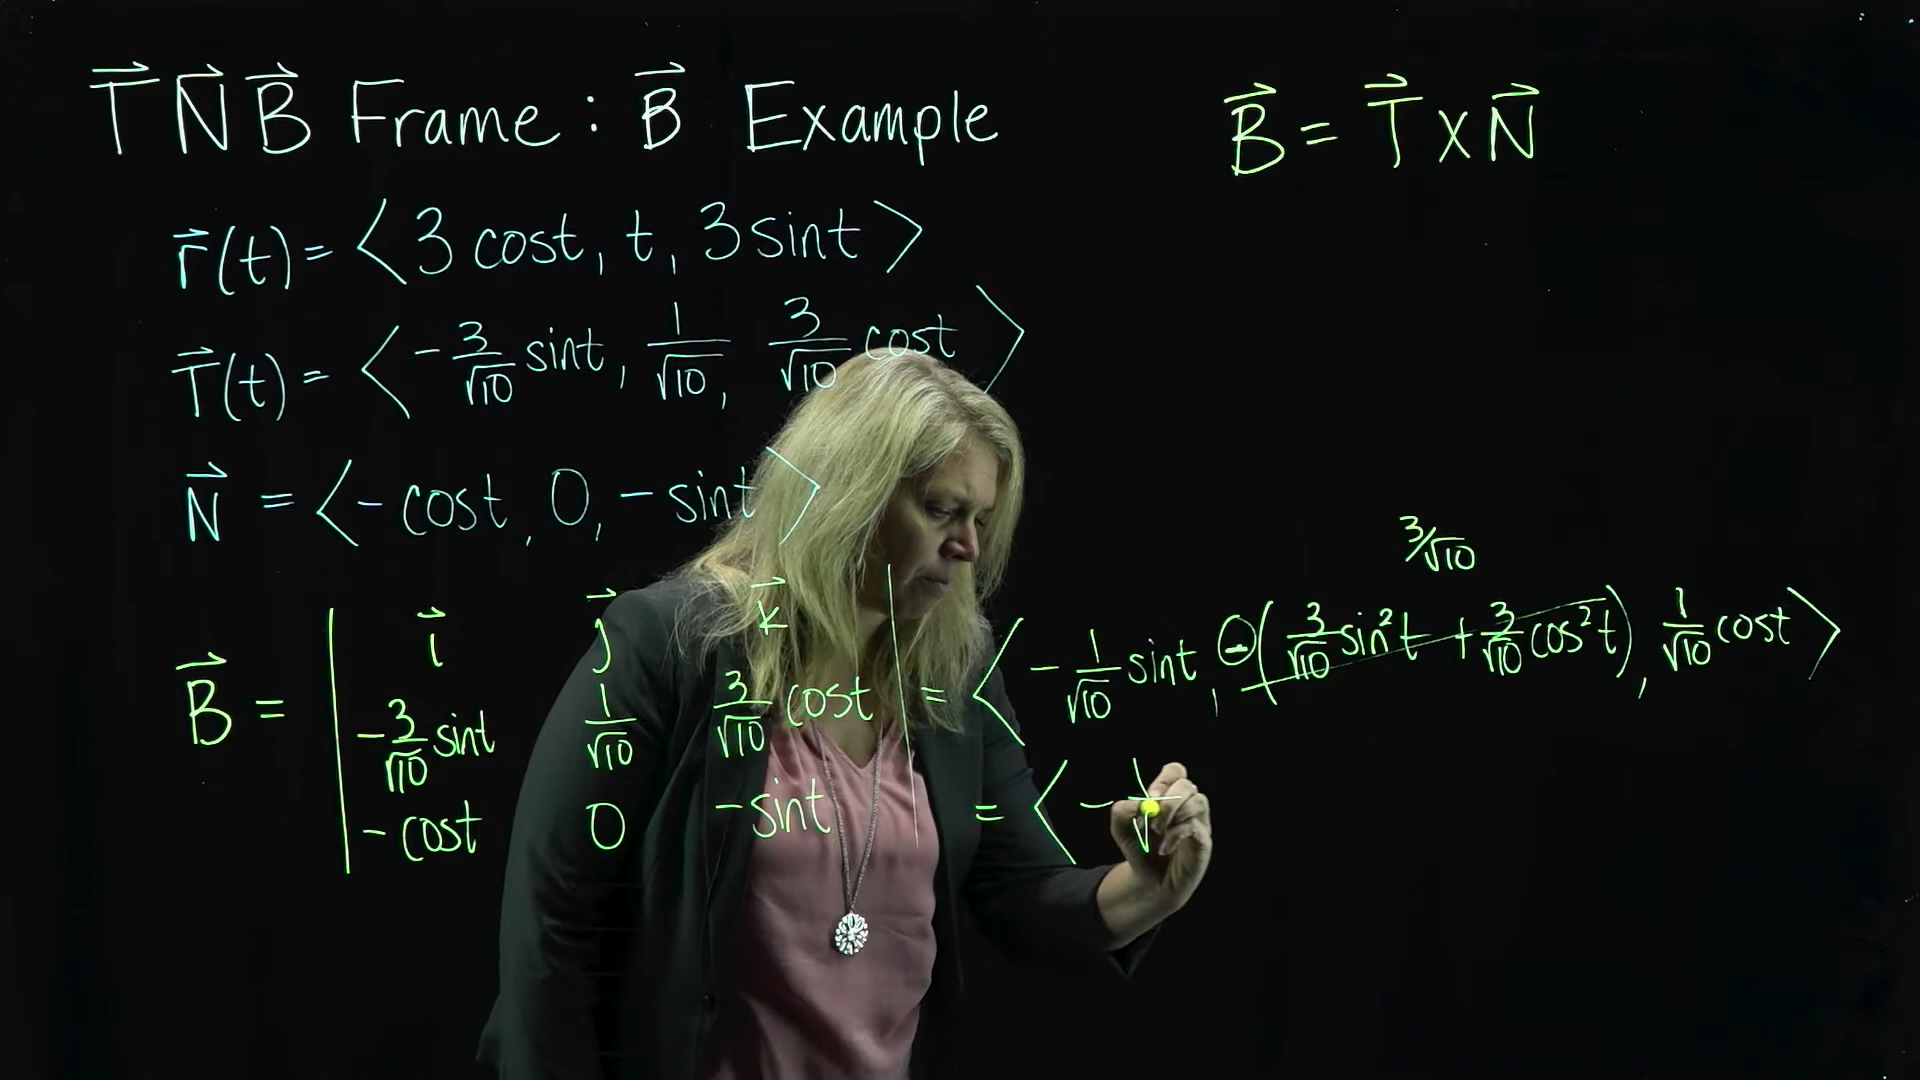 T⃗ N⃗ B⃗ Frame : B⃗ Example
B⃗ = T⃗ x N⃗
r⃗(t) = ⟨3 cost, t, 3 sint⟩
T⃗(t) = ⟨-3/√10 sint, 1/√10, 3/√10 cost⟩
N⃗ = ⟨-cost, 0, -sint⟩
3/√10
B⃗ = | i⃗ j⃗ k⃗ |
-3/√10 sint 1/√10 3/√10 cost = ⟨-1/√10 sint, -(3/√10 sin²t + 3/√10 cos²t), 1/√10 cost⟩
-cost 0 -sint = ⟨-1/√